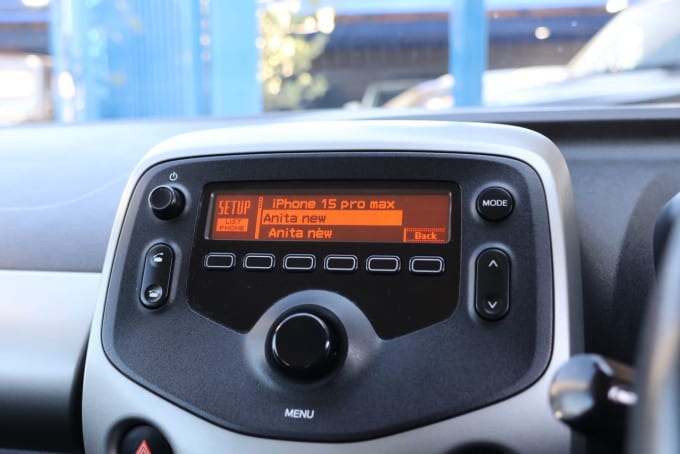 SETUP
LIST
PHONE
iPhone 15 pro max
Anita new
Anita new
Back
MODE
MENU